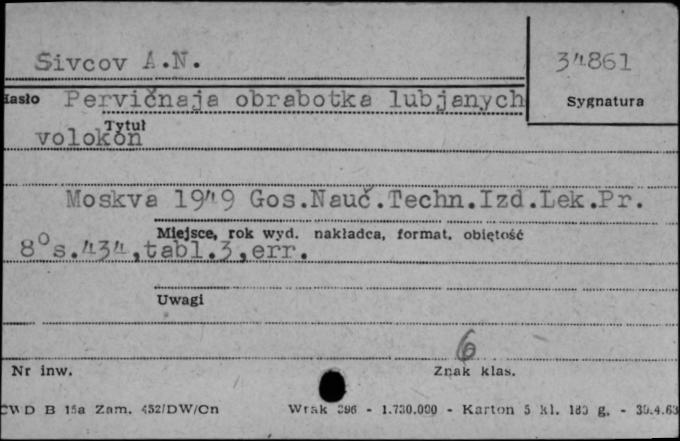 Sivcov A.N.
34861
Hasło Pervičnaja obrabotka lubjanych
Sygnatura
Tytuł
volokon
Moskva 1949 Gos.Nauč.Techn.Izd.Lek.Pr.
Miejsce, rok wyd. nakładca, format, obiętość
8° s.434,tabl.3,err.
Uwagi
6
Nr inw.
Znak klas.
CWD B 15a Zam. 452/DW/Cn Wrsk 396 - 1.730.000 - Karton 5 kl. 180 g. - 30.4.63